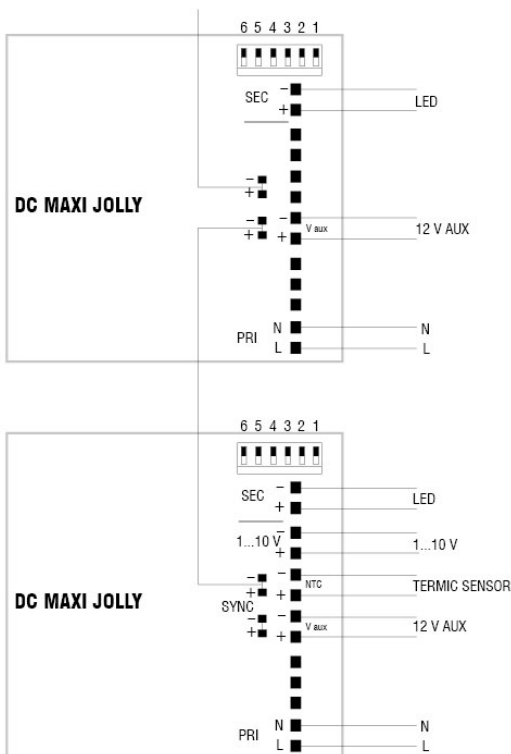 6 5 4 3 2 1
SEC - LED
+
- +
- +
DC MAXI JOLLY
- V aux 12 V AUX
+
PRI N N
L L
6 5 4 3 2 1
SEC - LED
+
1...10 V - 1...10 V
+
- + SYNC - + NTC TERMIC SENSOR
DC MAXI JOLLY
- + - V aux 12 V AUX
+
PRI N N
L L